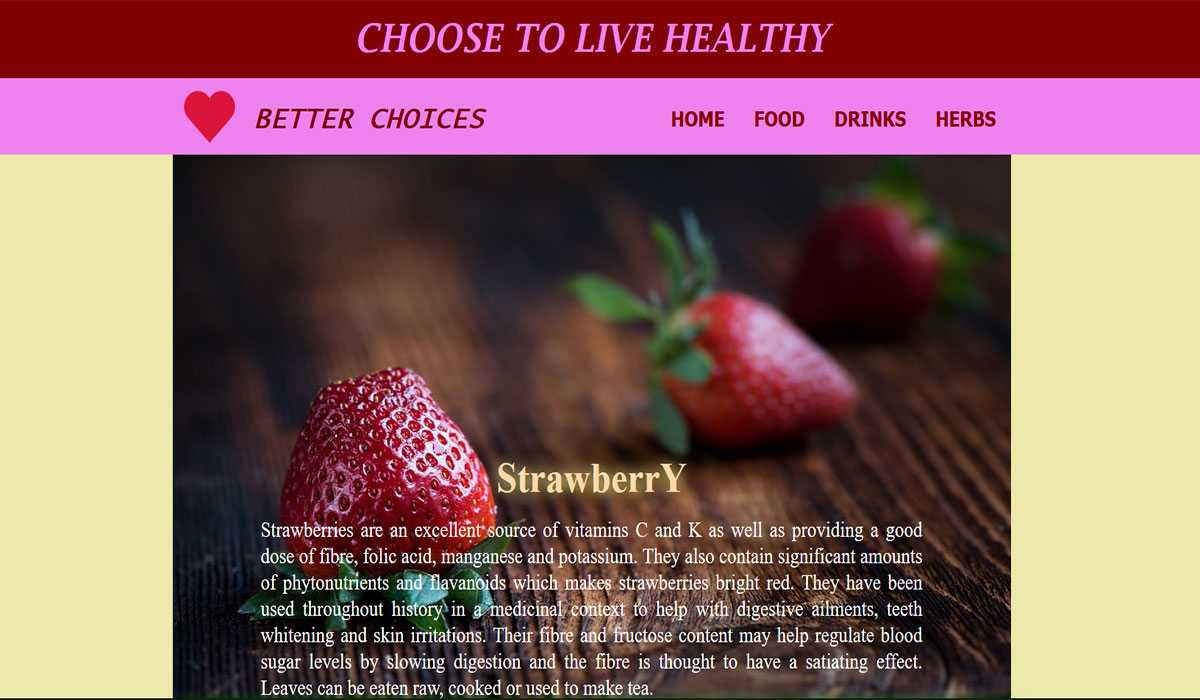 CHOOSE TO LIVE HEALTHY
BETTER CHOICES
HOME FOOD DRINKS HERBS
StrawberrY
Strawberries are an excellent source of vitamins C and K as well as providing a good
dose of fibre, folic acid, manganese and potassium. They also contain significant amounts
of phytonutrients and flavanoids which makes strawberries bright red. They have been
used throughout history in a medicinal context to help with digestive ailments, teeth
whitening and skin irritations. Their fibre and fructose content may help regulate blood
sugar levels by slowing digestion and the fibre is thought to have a satiating effect.
Leaves can be eaten raw, cooked or used to make tea.